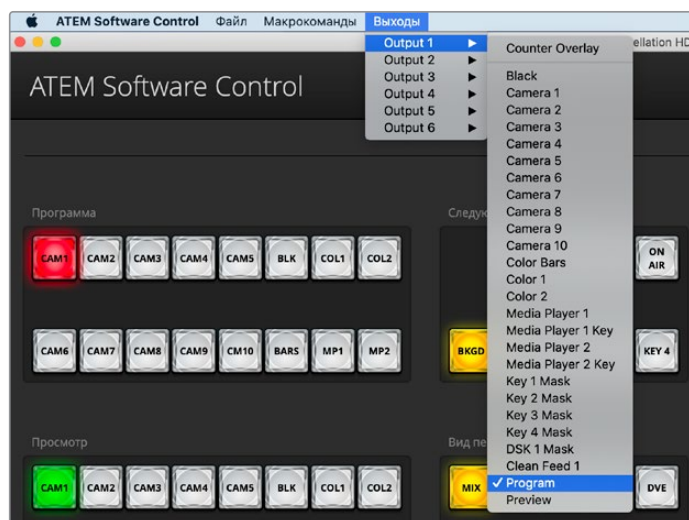 ATEM Software Control Файл Макрокоманды Выходы
Output 1
Output 2
Output 3
Output 4
Output 5
Output 6
ellation HD
ATEM Software Control
Counter Overlay
Black
Camera 1
Camera 2
Camera 3
Camera 4
Camera 5
Camera 6
Camera 7
Camera 8
Camera 9
Camera 10
Color Bars
Color 1
Color 2
Media Player 1
Media Player 1 Key
Media Player 2
Media Player 2 Key
Key 1 Mask
Key 2 Mask
Key 3 Mask
Key 4 Mask
DSK 1 Mask
Clean Feed 1
✓ Program
Preview
Программа
CAM1 CAM2 CAM3 CAM4 CAM5 BLK COL1 COL2
CAM6 CAM7 CAM8 CAM9 CM10 BARS MP1 MP2
Следую
ON
AIR
BKGD KEY 4
Просмотр
CAM1 CAM2 CAM3 CAM4 CAM5 BLK COL1 COL2
Вид пе
MIX DVE